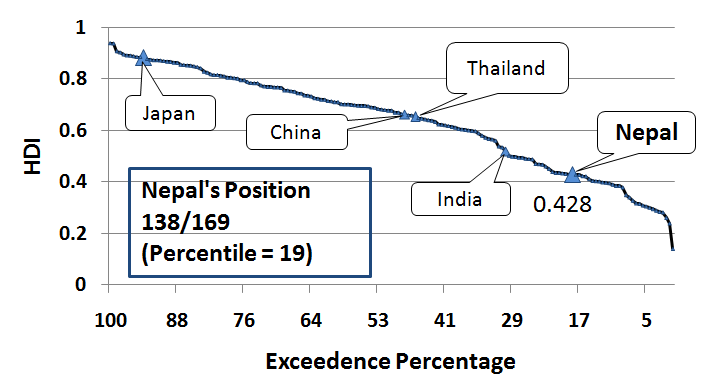 1
0.8
0.6
0.4
0.2
0
HDI
Japan
China
Thailand
India
Nepal
0.428
Nepal's Position
138/169
(Percentile = 19)
100 88 76 64 53 41 29 17 5
Exceedence Percentage